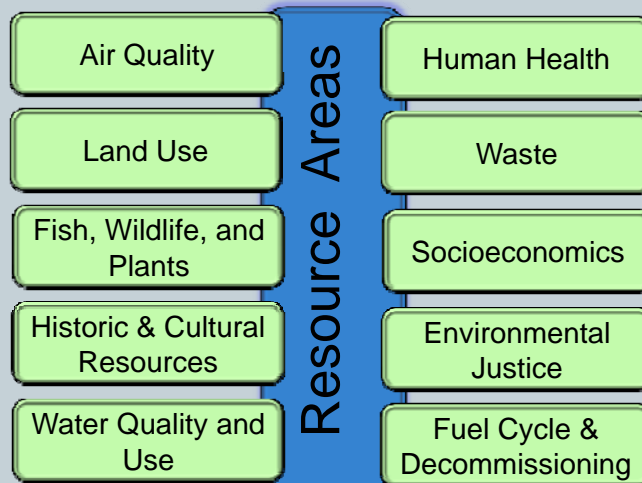 Air Quality
Land Use
Fish, Wildlife, and
Plants
Historic & Cultural
Resources
Water Quality and
Use
Resource Areas
Human Health
Waste
Socioeconomics
Environmental
Justice
Fuel Cycle &
Decommissioning